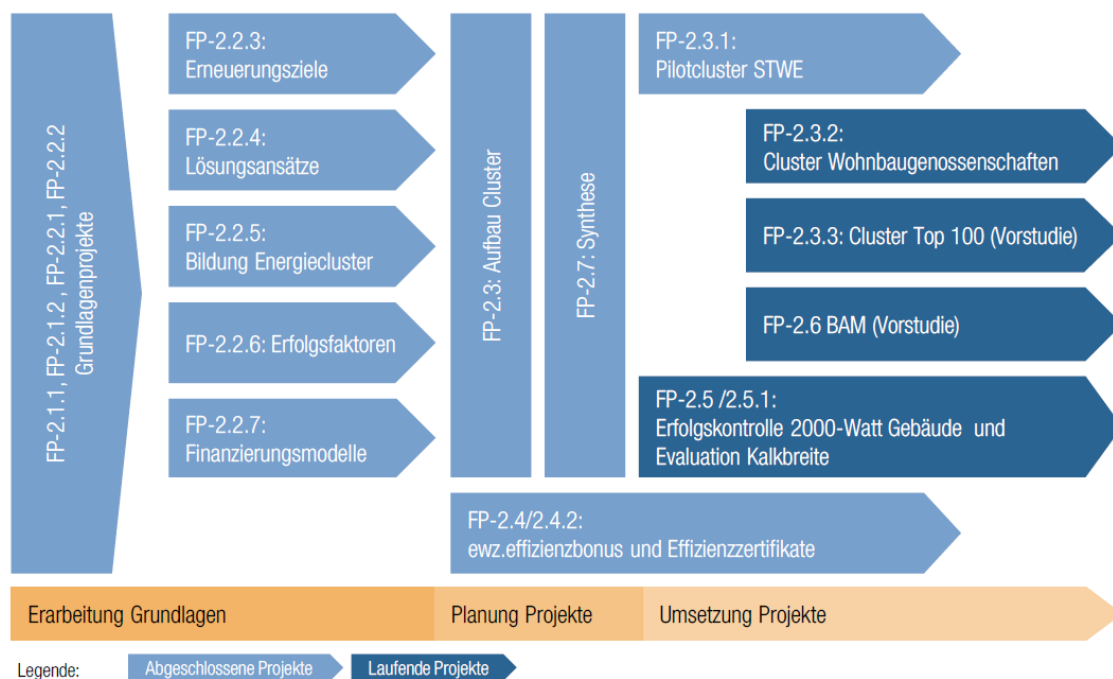 FP-2.1.1, FP-2.1.2 , FP-2.2.1, FP-2.2.2
Grundlagenprojekte
FP-2.2.3:
Erneuerungsziele
FP-2.2.4:
Lösungsansätze
FP-2.2.5:
Bildung Energiecluster
FP-2.2.6: Erfolgsfaktoren
FP-2.2.7:
Finanzierungsmodelle
FP-2.3: Aufbau Cluster
FP-2.7: Synthese
FP-2.3.1:
Pilotcluster STWE
FP-2.3.2:
Cluster Wohnbaugenossenschaften
FP-2.3.3: Cluster Top 100 (Vorstudie)
FP-2.6 BAM (Vorstudie)
FP-2.5 /2.5.1:
Erfolgskontrolle 2000-Watt Gebäude und
Evaluation Kalkbreite
FP-2.4/2.4.2:
ewz.effizienzbonus und Effizienzzertifikate
Erarbeitung Grundlagen
Planung Projekte
Umsetzung Projekte
Legende:
Abgeschlossene Projekte
Laufende Projekte